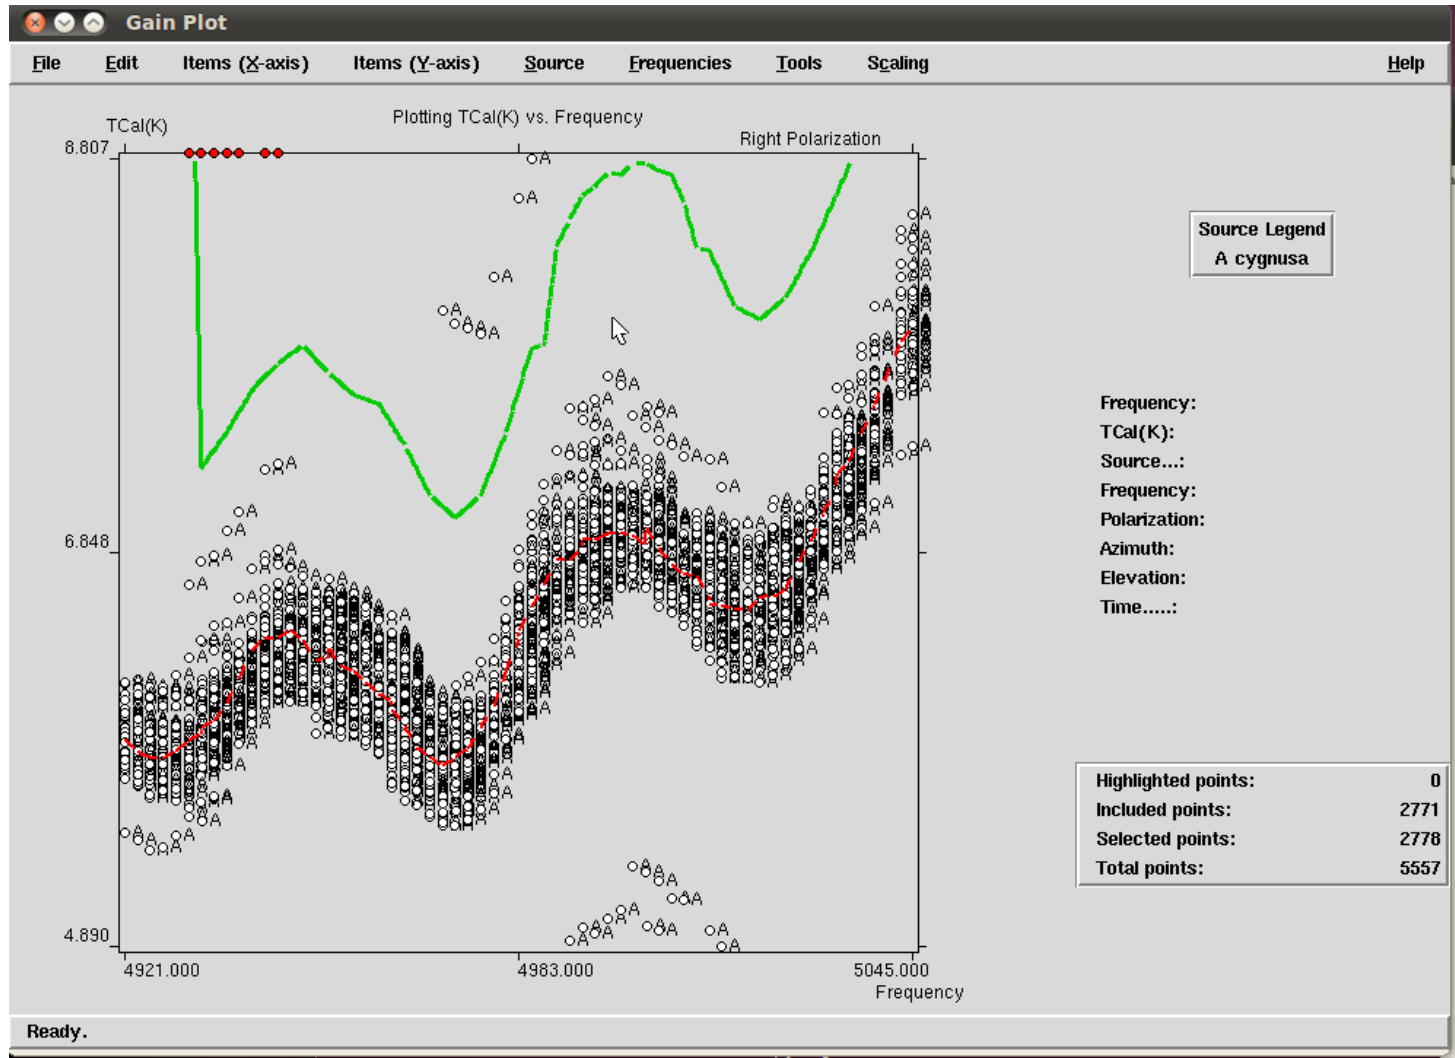 Gain Plot
File Edit Items (X-axis) Items (Y-axis) Source Frequencies Tools Scaling Help
Plotting TCal(K) vs. Frequency
TCal(K)
Right Polarization
8.807
6.848
4.890
4921.000 4983.000 5045.000
Frequency
Source Legend
A cygnusa
Frequency:
TCal(K):
Source...:
Frequency:
Polarization:
Azimuth:
Elevation:
Time.....:
Highlighted points: 0
Included points: 2771
Selected points: 2778
Total points: 5557
Ready.